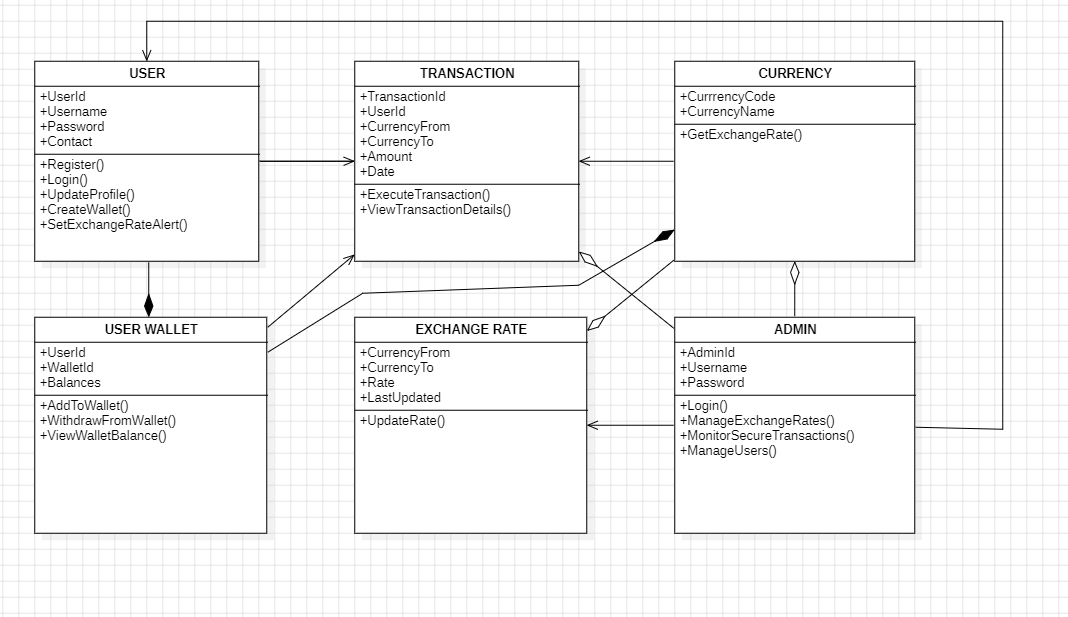 USER
+UserId
+Username
+Password
+Contact
+Register()
+Login()
+UpdateProfile()
+CreateWallet()
+SetExchangeRateAlert()
TRANSACTION
+TransactionId
+UserId
+CurrencyFrom
+CurrencyTo
+Amount
+Date
+ExecuteTransaction()
+ViewTransactionDetails()
CURRENCY
+CurrrencyCode
+CurrencyName
+GetExchangeRate()
USER WALLET
+UserId
+WalletId
+Balances
+AddToWallet()
+WithdrawFromWallet()
+ViewWalletBalance()
EXCHANGE RATE
+CurrencyFrom
+CurrencyTo
+Rate
+LastUpdated
+UpdateRate()
ADMIN
+AdminId
+Username
+Password
+Login()
+ManageExchangeRates()
+MonitorSecureTransactions()
+ManageUsers()